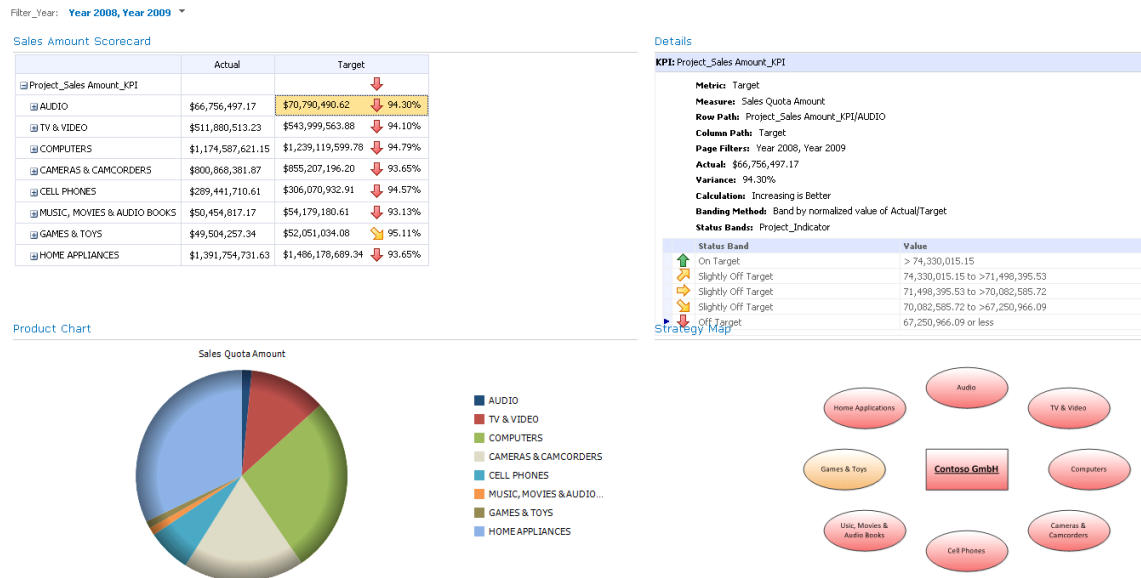 Filter_Year: Year 2008, Year 2009
Sales Amount Scorecard
Actual Target
Project_Sales Amount_KPI
AUDIO $66,756,497.17 $70,790,490.62 94.30%
TV & VIDEO $511,880,513.23 $543,999,563.88 94.10%
COMPUTERS $1,174,587,621.15 $1,239,119,599.78 94.79%
CAMERAS & CAMCORDERS $800,868,381.87 $855,207,196.20 93.65%
CELL PHONES $289,441,710.61 $306,070,932.91 94.57%
MUSIC, MOVIES & AUDIO BOOKS $50,454,817.17 $54,179,180.61 93.13%
GAMES & TOYS $49,504,257.34 $52,051,034.08 95.11%
HOME APPLIANCES $1,391,754,731.63 $1,486,178,689.34 93.65%
Details
KPI: Project_Sales Amount_KPI
Metric: Target
Measure: Sales Quota Amount
Row Path: Project_Sales Amount_KPI/AUDIO
Column Path: Target
Page Filters: Year 2008, Year 2009
Actual: $66,756,497.17
Variance: 94.30%
Calculation: Increasing is Better
Banding Method: Band by normalized value of Actual/Target
Status Bands: Project_Indicator
Status Band Value
On Target > 74,330,015.15
Slightly Off Target 74,330,015.15 to >71,498,395.53
Slightly Off Target 71,498,395.53 to >70,082,585.72
Slightly Off Target 70,082,585.72 to >67,250,966.09
Off Target 67,250,966.09 or less
Product Chart
Sales Quota Amount
AUDIO
TV & VIDEO
COMPUTERS
CAMERAS & CAMCORDERS
CELL PHONES
MUSIC, MOVIES & AUDIO...
GAMES & TOYS
HOME APPLIANCES
Strategy Map
Audio
Home Applications
TV & Video
Games & Toys
Contoso GmbH
Computers
Usic, Movies &
Audio Books
Cameras &
Camcorders
Cell Phones